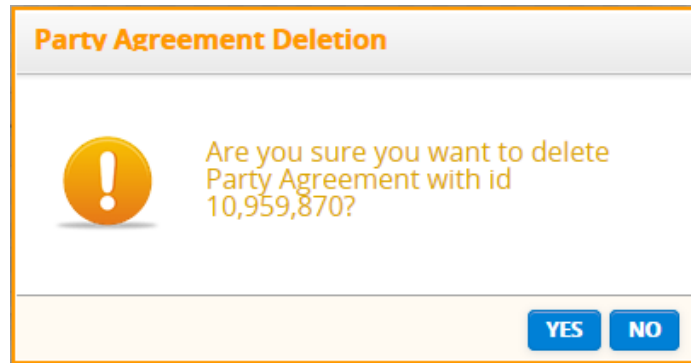 Party Agreement Deletion
Are you sure you want to delete
Party Agreement with id
10,959,870?
YES NO